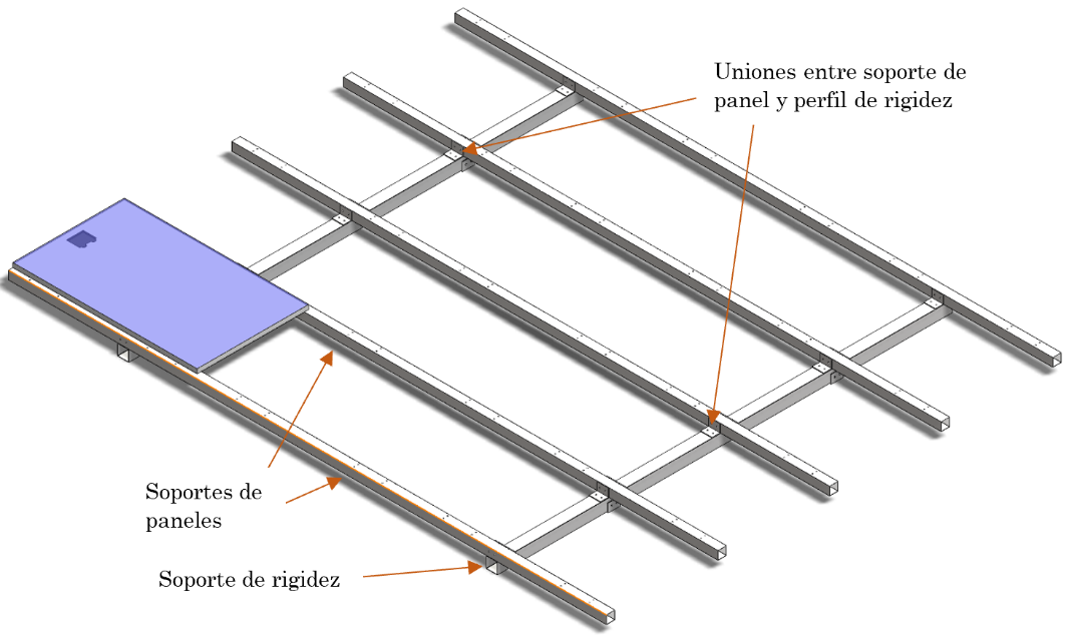 Uniones entre soporte de
panel y perfil de rigidez
Soportes de
paneles
Soporte de rigidez